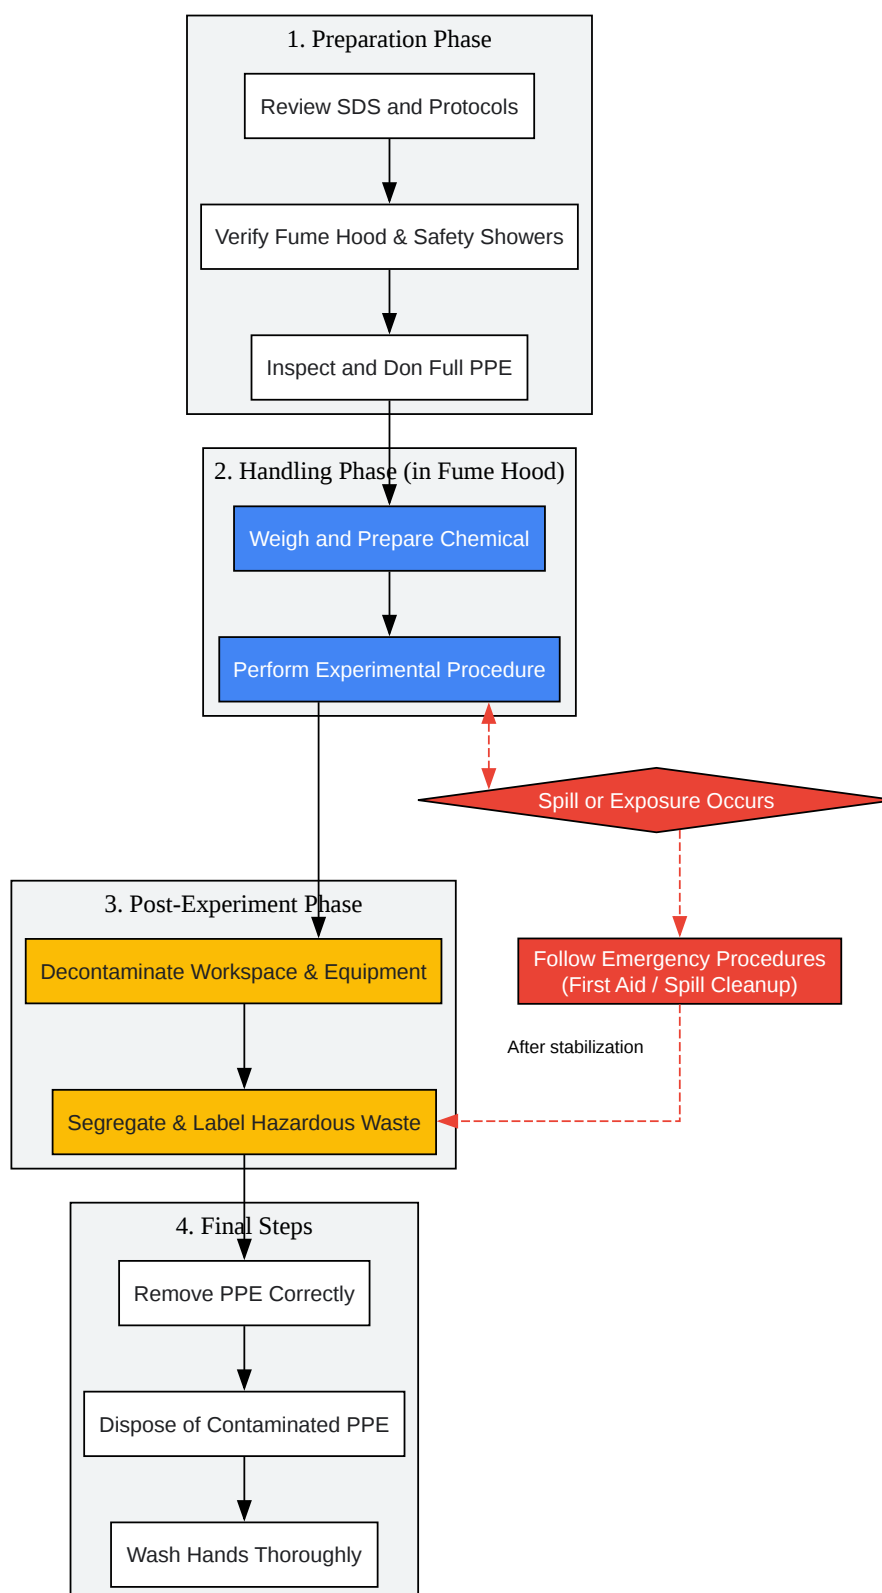 1. Preparation Phase
Review SDS and Protocols
Verify Fume Hood & Safety Showers
Inspect and Don Full PPE
2. Handling Phase (in Fume Hood)
Weigh and Prepare Chemical
Perform Experimental Procedure
Spill or Exposure Occurs
3. Post-Experiment Phase
Decontaminate Workspace & Equipment
Follow Emergency Procedures
(First Aid / Spill Cleanup)
After stabilization
Segregate & Label Hazardous Waste
4. Final Steps
Remove PPE Correctly
Dispose of Contaminated PPE
Wash Hands Thoroughly